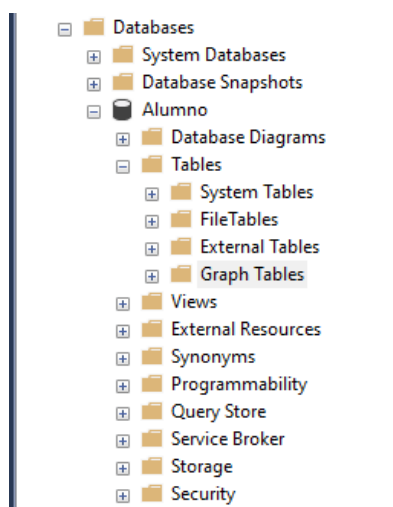 Databases
System Databases
Database Snapshots
Alumno
Database Diagrams
Tables
System Tables
FileTables
External Tables
Graph Tables
Views
External Resources
Synonyms
Programmability
Query Store
Service Broker
Storage
Security